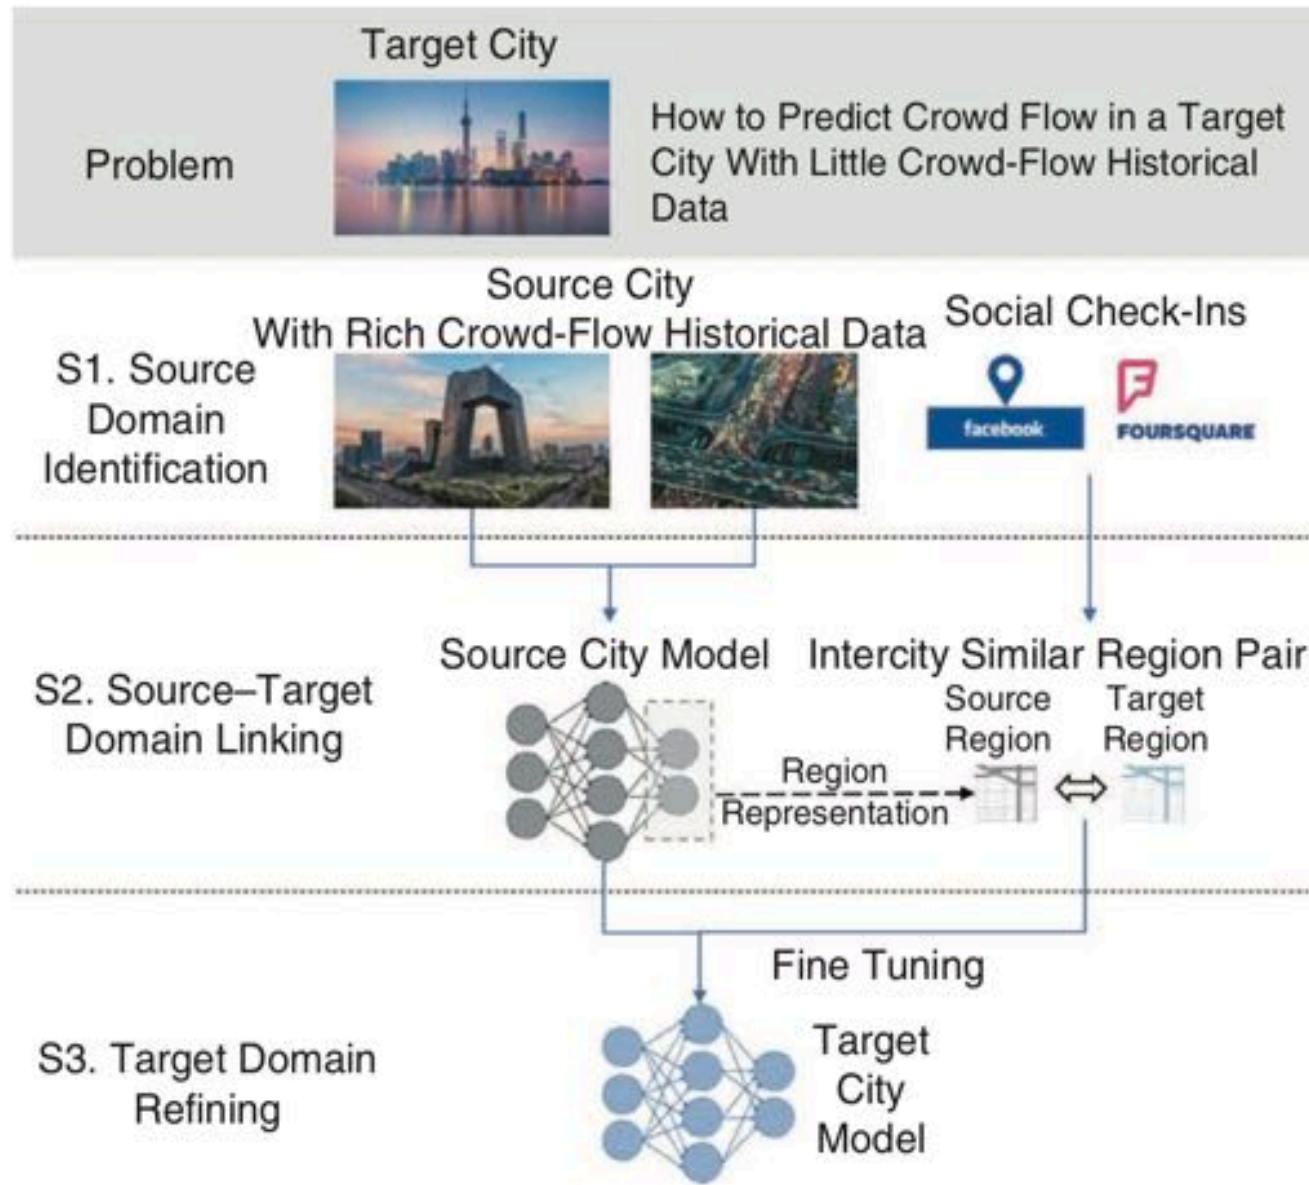 Target City
Problem
How to Predict Crowd Flow in a Target
City With Little Crowd-Flow Historical
Data
Source City
With Rich Crowd-Flow Historical Data
Social Check-Ins
S1. Source
Domain
Identification
facebook
FOURSQUARE
Source City Model
Intercity Similar Region Pair
S2. Source–Target
Domain Linking
Source
Region
Target
Region
Region
Representation
Fine Tuning
S3. Target Domain
Refining
Target
City
Model